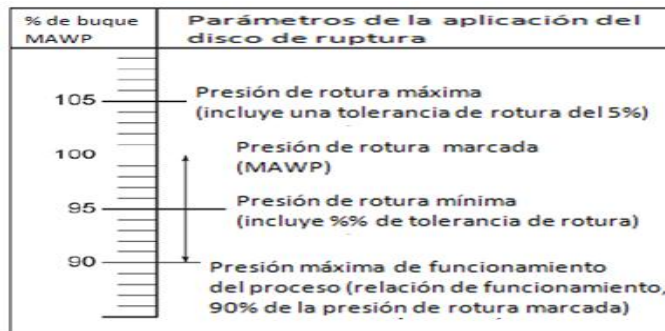 % de buque
MAWP
Parámetros de la aplicación del
disco de ruptura
105
Presión de rotura máxima
(incluye una tolerancia de rotura del 5%)
100
Presión de rotura marcada
(MAWP)
95
Presión de rotura mínima
(incluye %% de tolerancia de rotura)
90
Presión máxima de funcionamiento
del proceso (relación de funcionamiento,
90% de la presión de rotura marcada)